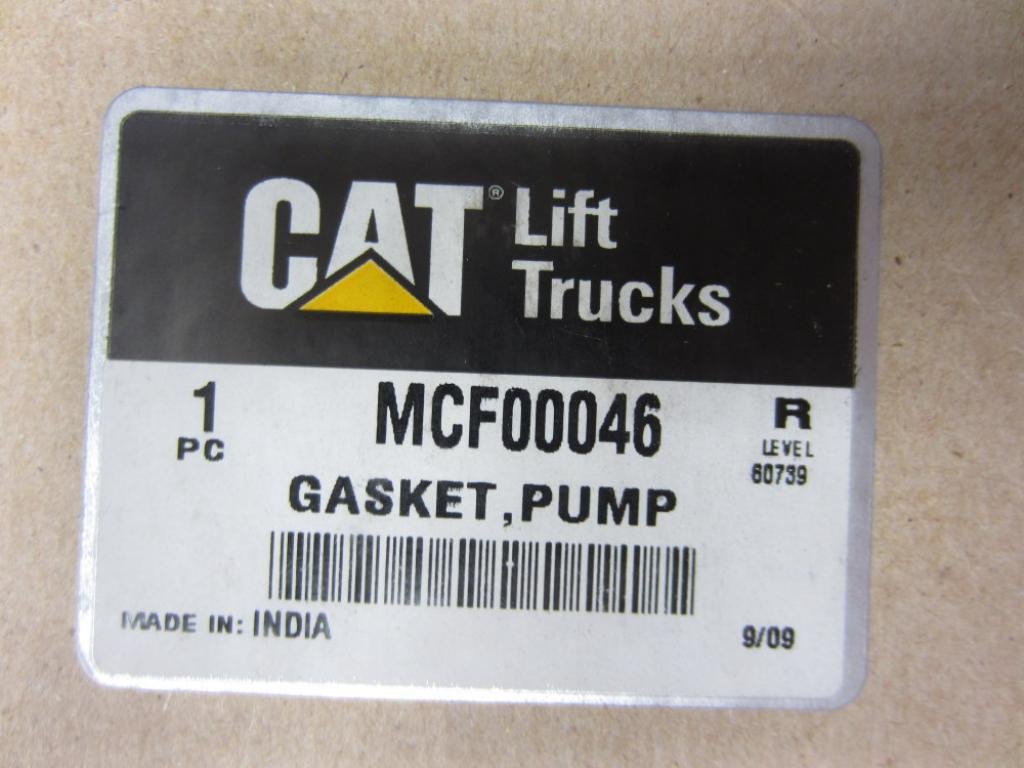 CAT® Lift
Trucks
1 MCF00046 R
PC LEVEL
60739
GASKET,PUMP
MADE IN: INDIA 9/09